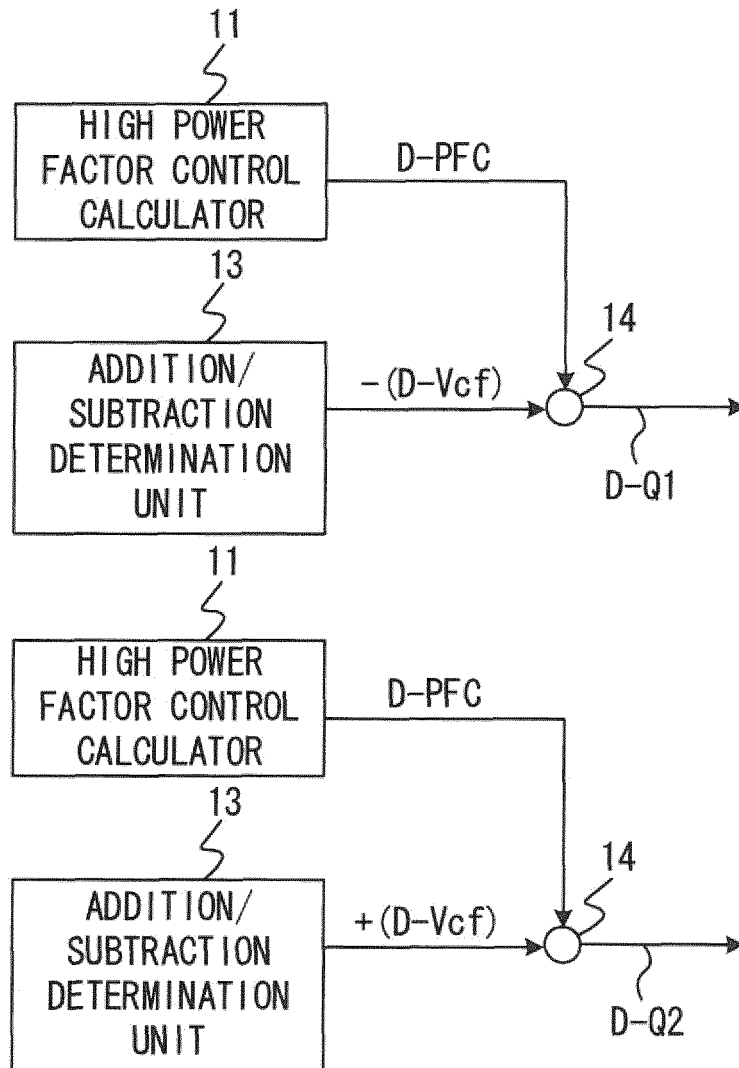 11
HIGH POWER
FACTOR CONTROL
CALCULATOR
D-PFC
13
ADDITION/
SUBTRACTION
DETERMINATION
UNIT
-(D-Vcf)
14
D-Q1
11
HIGH POWER
FACTOR CONTROL
CALCULATOR
D-PFC
13
ADDITION/
SUBTRACTION
DETERMINATION
UNIT
+(D-Vcf)
14
D-Q2